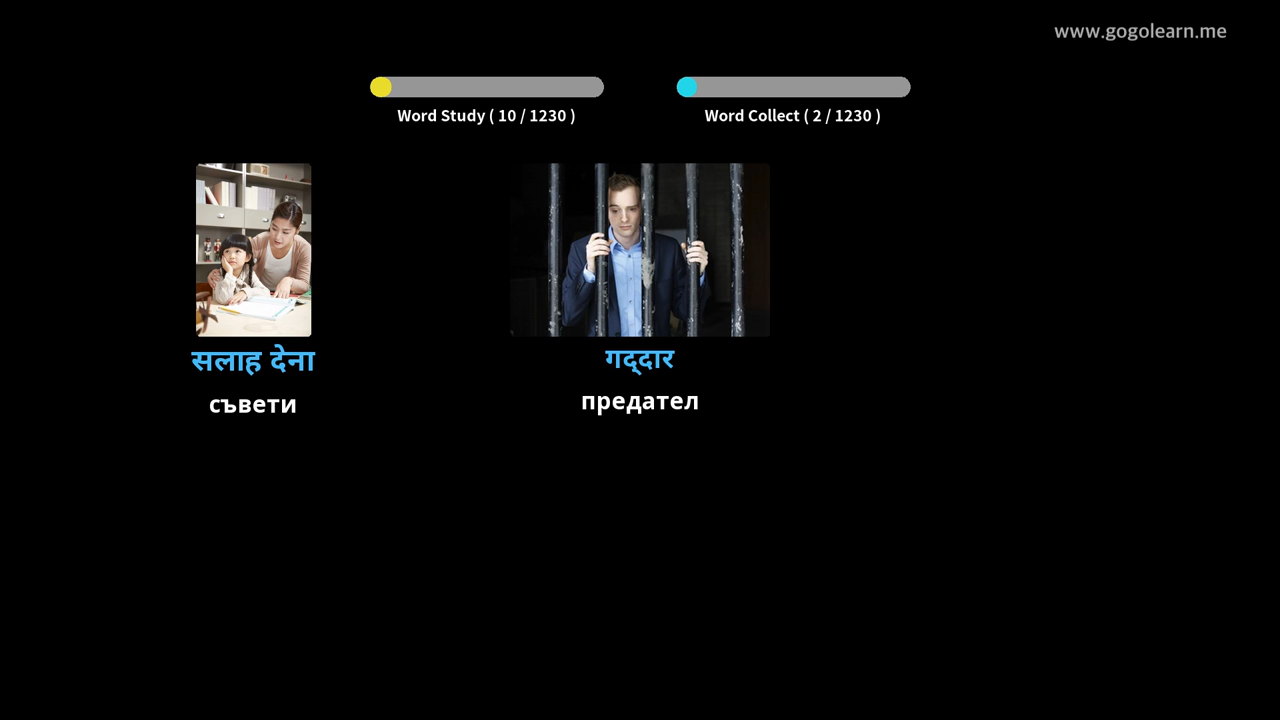 www.gogolearn.me
Word Study ( 10 / 1230 )
Word Collect ( 2 / 1230 )
सलाह देना
съвети
गद्दार
предател